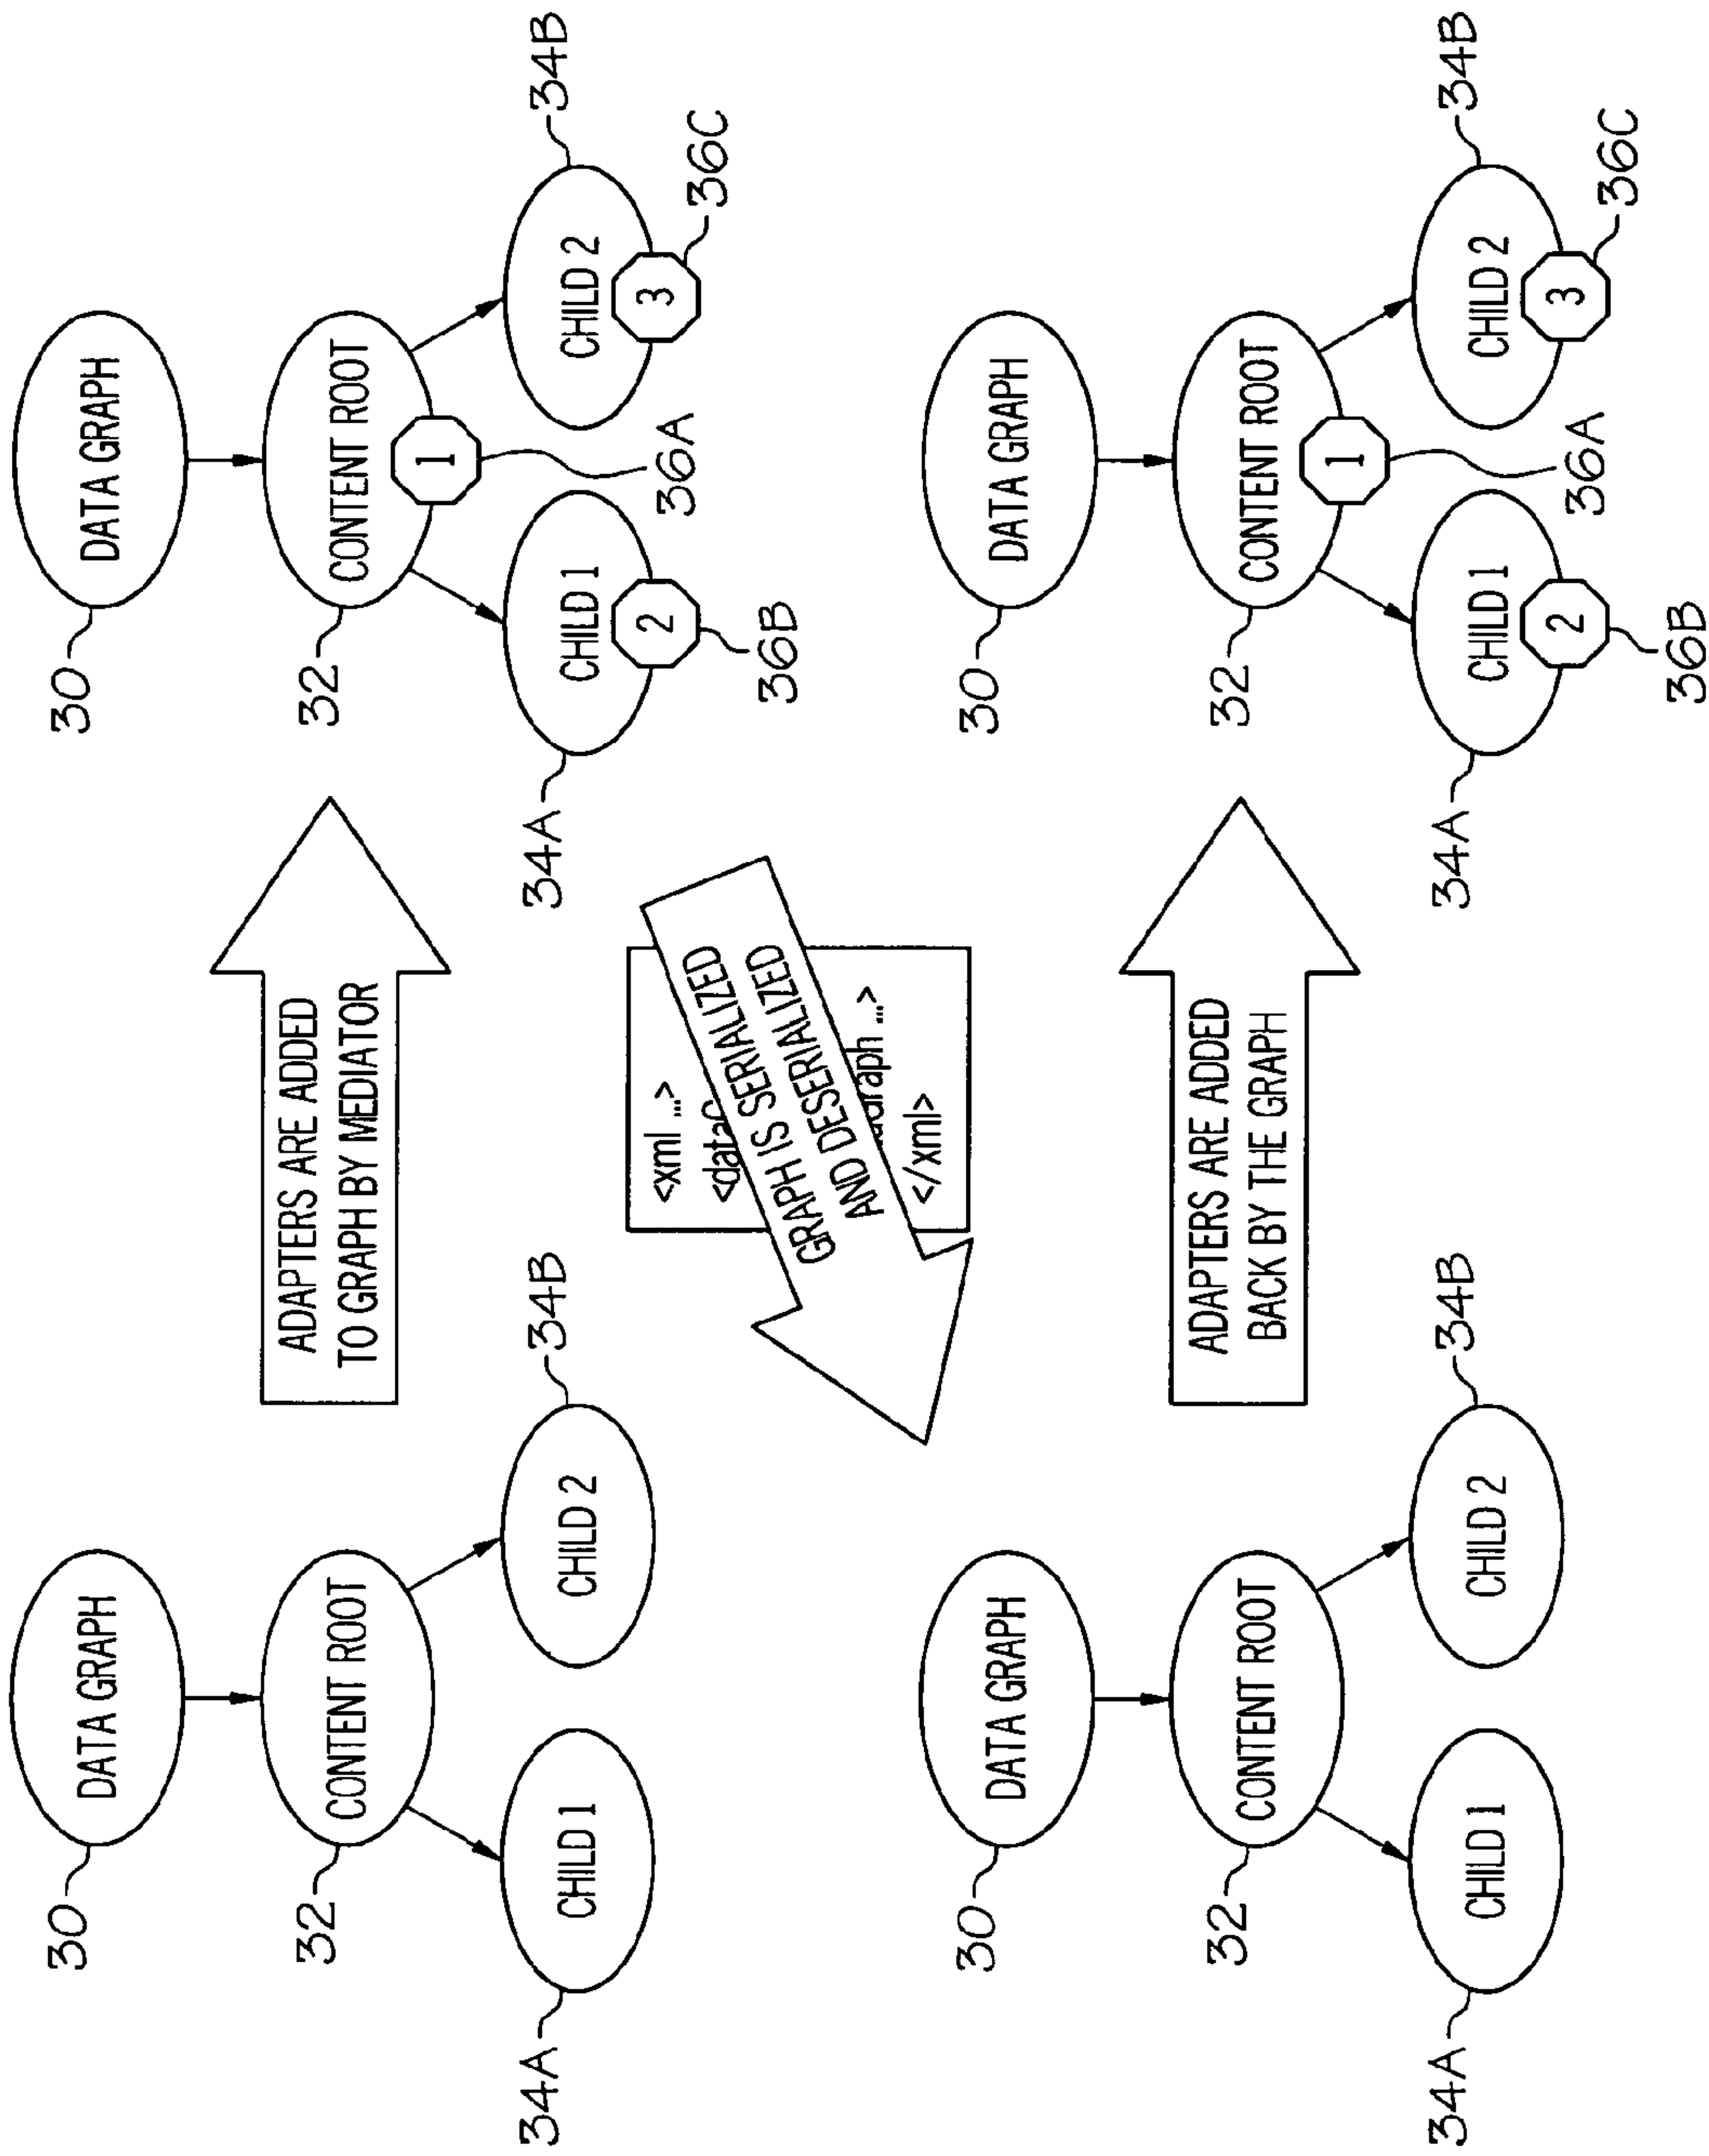 30
DATA GRAPH
32
CONTENT ROOT
34A
CHILD 1
CHILD 2
34B
ADAPTERS ARE ADDED
TO GRAPH BY MEDIATOR
30
DATA GRAPH
32
CONTENT ROOT
1
36A
34A
CHILD 1
2
36B
CHILD 2
3
34B
36C
<xml ...>
GRAPH IS SERIALIZED
AND DESERIALIZED
</xml>
30
DATA GRAPH
32
CONTENT ROOT
34A
CHILD 1
CHILD 2
34B
ADAPTERS ARE ADDED
BACK BY THE GRAPH
30
DATA GRAPH
32
CONTENT ROOT
1
36A
34A
CHILD 1
2
36B
CHILD 2
3
34B
36C